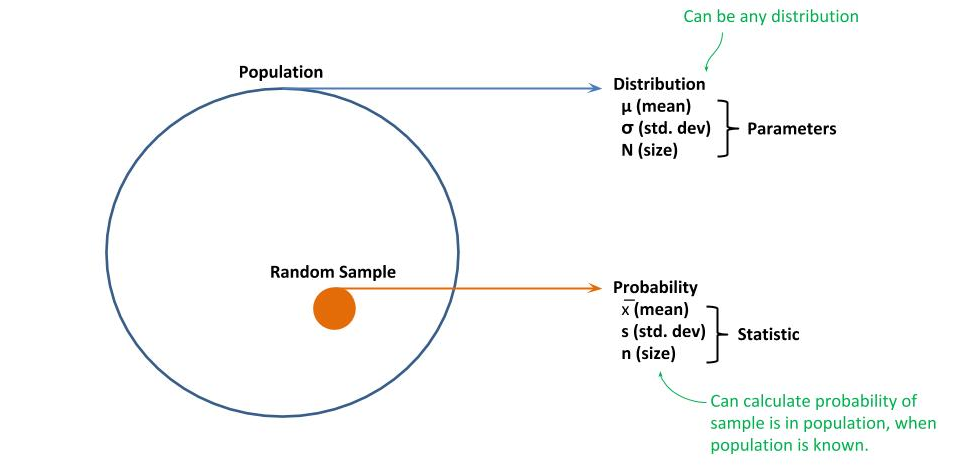 Can be any distribution
Population
Distribution
μ (mean)
σ (std. dev)
N (size)
Parameters
Random Sample
Probability
x̅ (mean)
s (std. dev)
n (size)
Statistic
Can calculate probability of
sample is in population, when
population is known.